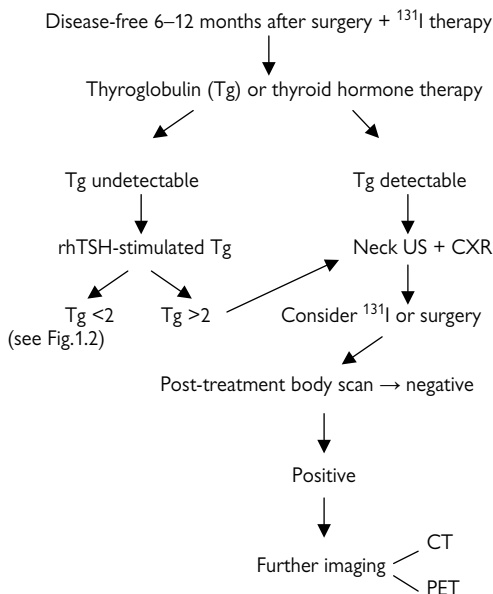 Disease-free 6–12 months after surgery + ¹³¹I therapy
Thyroglobulin (Tg) or thyroid hormone therapy
Tg undetectable
Tg detectable
rhTSH-stimulated Tg
Neck US + CXR
Tg <2
(see Fig.1.2)
Tg >2
Consider ¹³¹I or surgery
Post-treatment body scan → negative
Positive
Further imaging
CT
PET